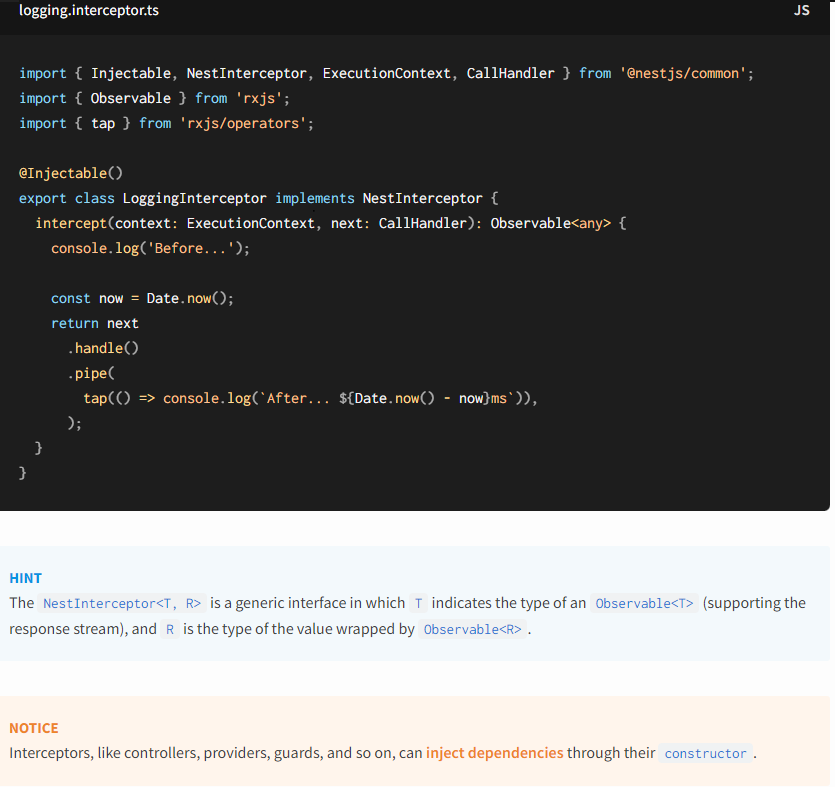 logging.interceptor.ts JS
import { Injectable, NestInterceptor, ExecutionContext, CallHandler } from '@nestjs/common';
import { Observable } from 'rxjs';
import { tap } from 'rxjs/operators';
@Injectable()
export class LoggingInterceptor implements NestInterceptor {
intercept(context: ExecutionContext, next: CallHandler): Observable<any> {
console.log('Before...');
const now = Date.now();
return next
.handle()
.pipe(
tap(() => console.log(`After... ${Date.now() - now}ms`)),
);
}
}
HINT
The NestInterceptor<T, R> is a generic interface in which T indicates the type of an Observable<T> (supporting the
response stream), and R is the type of the value wrapped by Observable<R>.
NOTICE
Interceptors, like controllers, providers, guards, and so on, can inject dependencies through their constructor.